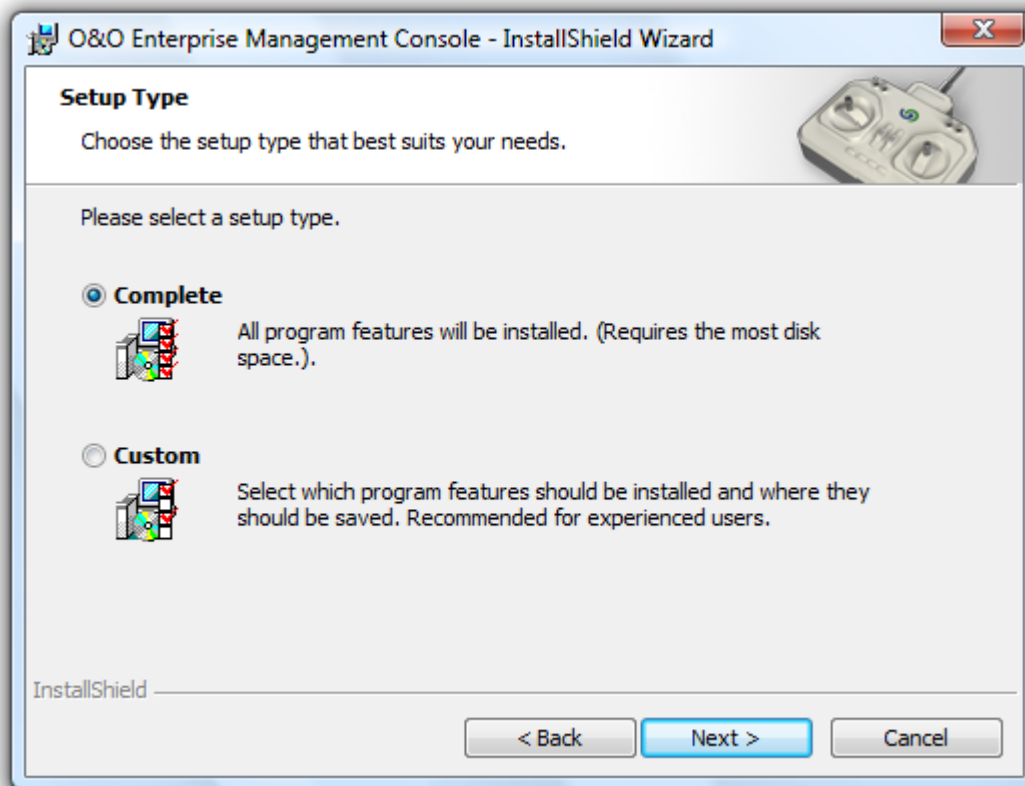 O&O Enterprise Management Console - InstallShield Wizard
Setup Type
Choose the setup type that best suits your needs.
Please select a setup type.
Complete
All program features will be installed. (Requires the most disk
space.).
Custom
Select which program features should be installed and where they
should be saved. Recommended for experienced users.
InstallShield
< Back
Next >
Cancel